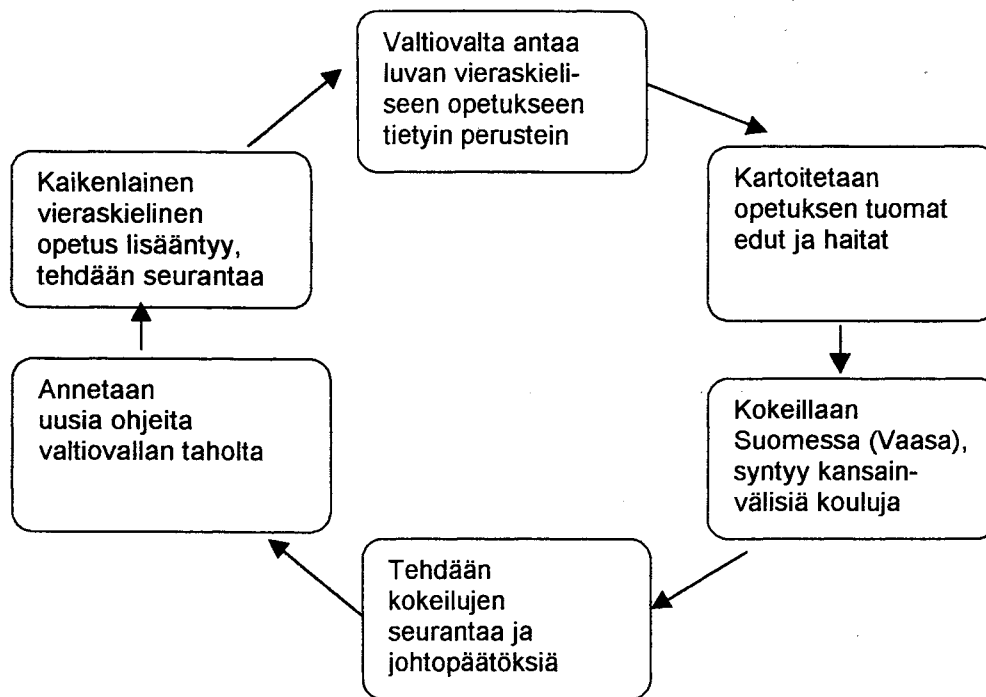 Valtiovalta antaa
luvan vieraskieli-
seen opetukseen
tietyin perustein
Kartoitetaan
opetuksen tuomat
edut ja haitat
Kokeillaan
Suomessa (Vaasa),
syntyy kansain-
välisiä kouluja
Tehdään
kokeilujen
seurantaa ja
johtopäätöksiä
Annetaan
uusia ohjeita
valtiovallan taholta
Kaikenlainen
vieraskielinen
opetus lisääntyy,
tehdään seurantaa